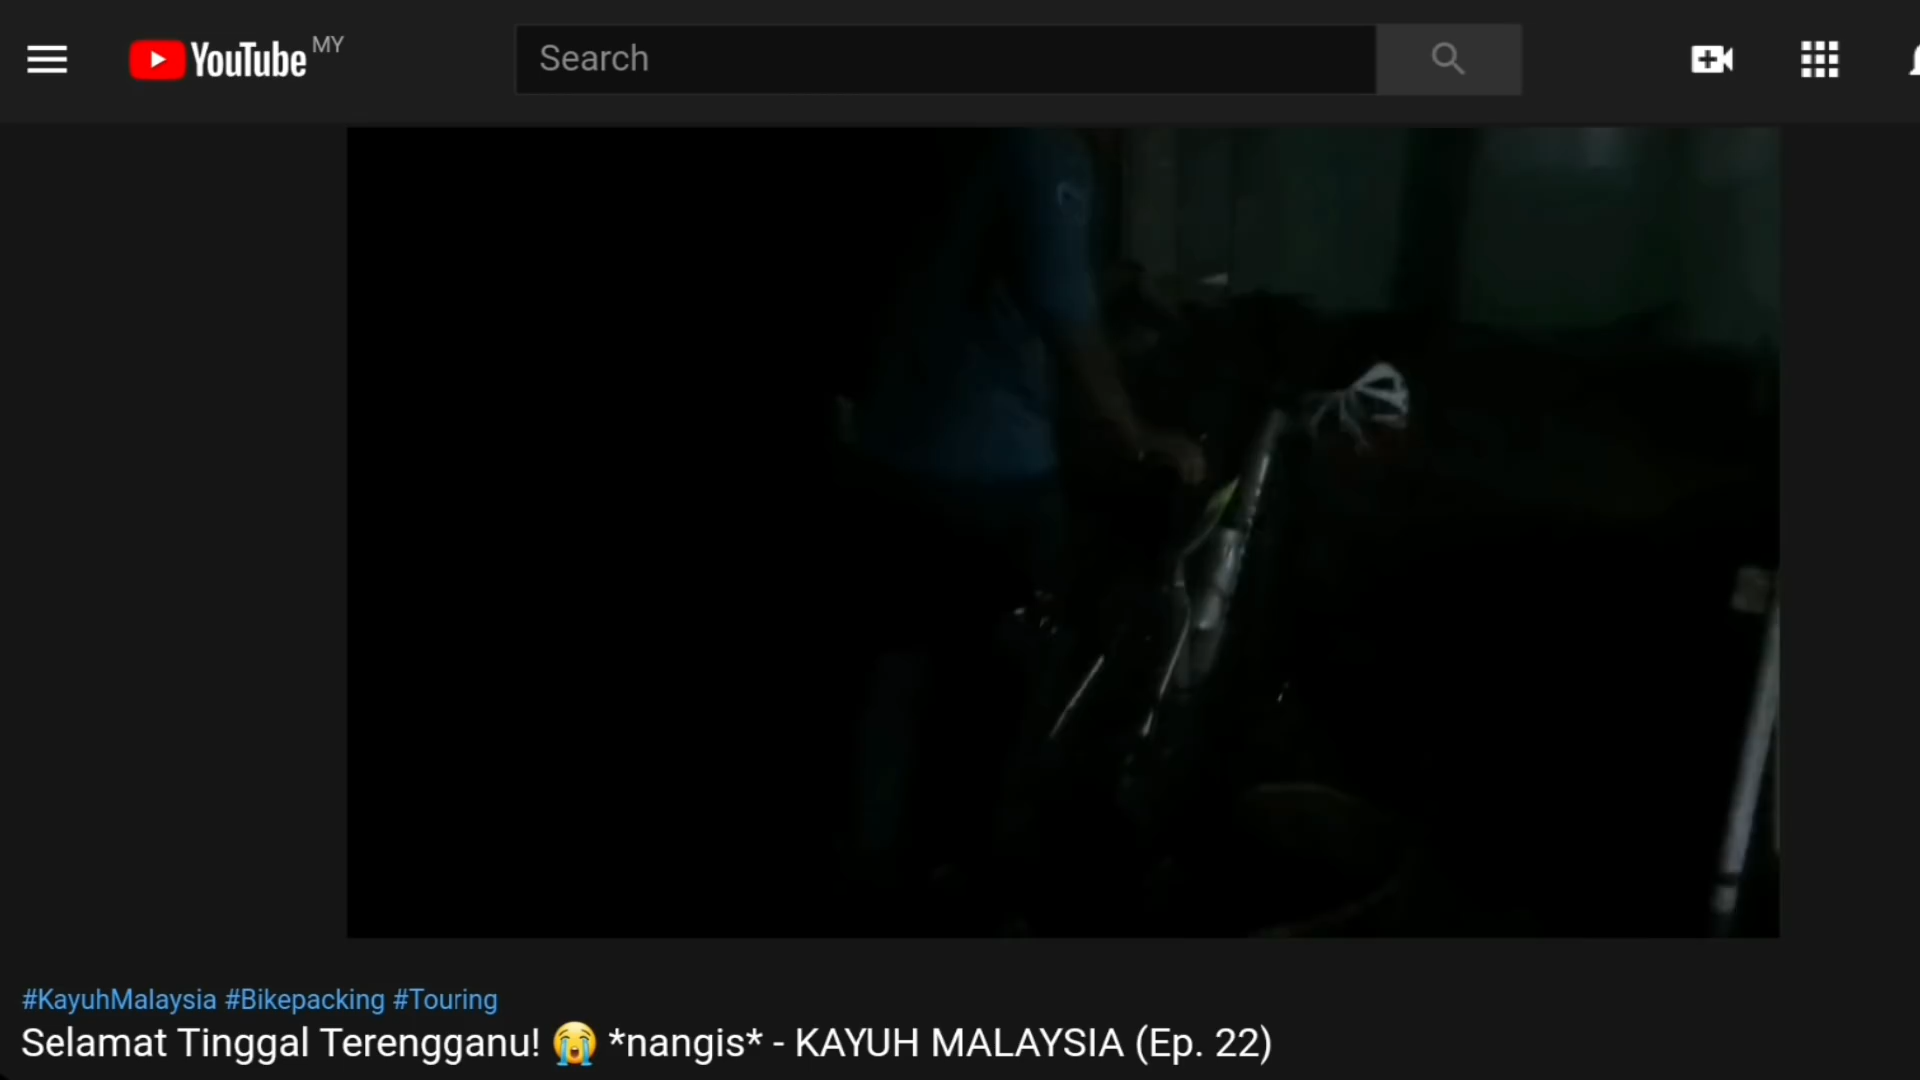 YouTube MY
Search
#KayuhMalaysia #Bikepacking #Touring
Selamat Tinggal Terengganu! 😭 *nangis* - KAYUH MALAYSIA (Ep. 22)